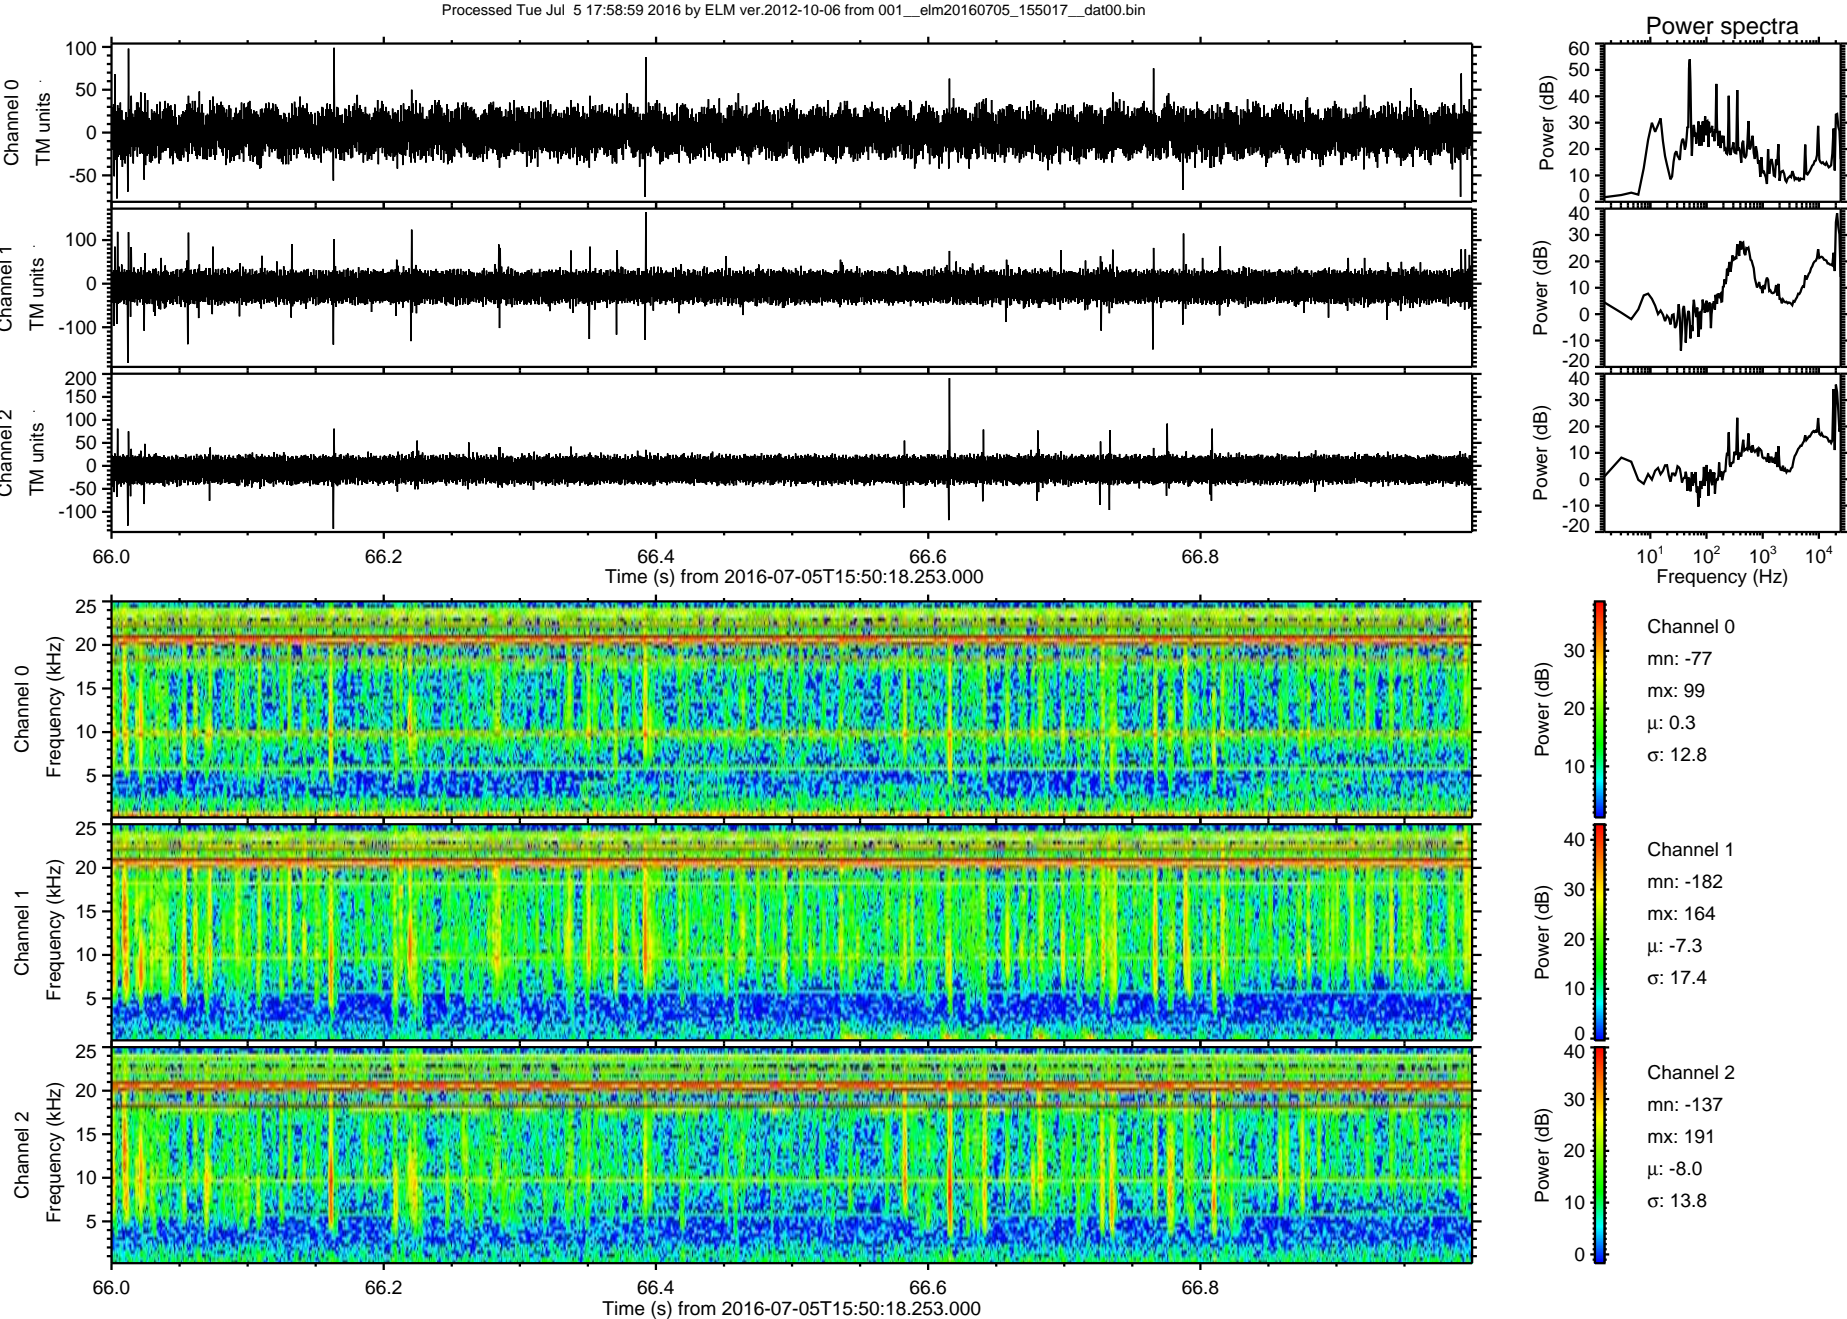 Processed Tue Jul  5 17:58:59 2016 by ELM ver.2012-10-06 from 001__elm20160705_155017__dat00.bin
Power spectra
Channel 0
TM units
100
50
0
-50
Power (dB)
60
50
40
30
20
10
0
Channel 1
TM units
100
0
-100
Power (dB)
40
30
20
10
0
-10
-20
Channel 2
TM units
200
150
100
50
0
-50
-100
Power (dB)
40
30
20
10
0
-10
-20
66.0 66.2 66.4 66.6 66.8
Time (s) from 2016-07-05T15:50:18.253.000
10¹ 10² 10³ 10⁴
Frequency (Hz)
Channel 0
Frequency (kHz)
25
20
15
10
5
Power (dB)
30
20
10
Channel 0
mn: -77
mx: 99
μ: 0.3
σ: 12.8
Channel 1
Frequency (kHz)
25
20
15
10
5
Power (dB)
40
30
20
10
0
Channel 1
mn: -182
mx: 164
μ: -7.3
σ: 17.4
Channel 2
Frequency (kHz)
25
20
15
10
5
Power (dB)
40
30
20
10
0
Channel 2
mn: -137
mx: 191
μ: -8.0
σ: 13.8
66.0 66.2 66.4 66.6 66.8
Time (s) from 2016-07-05T15:50:18.253.000